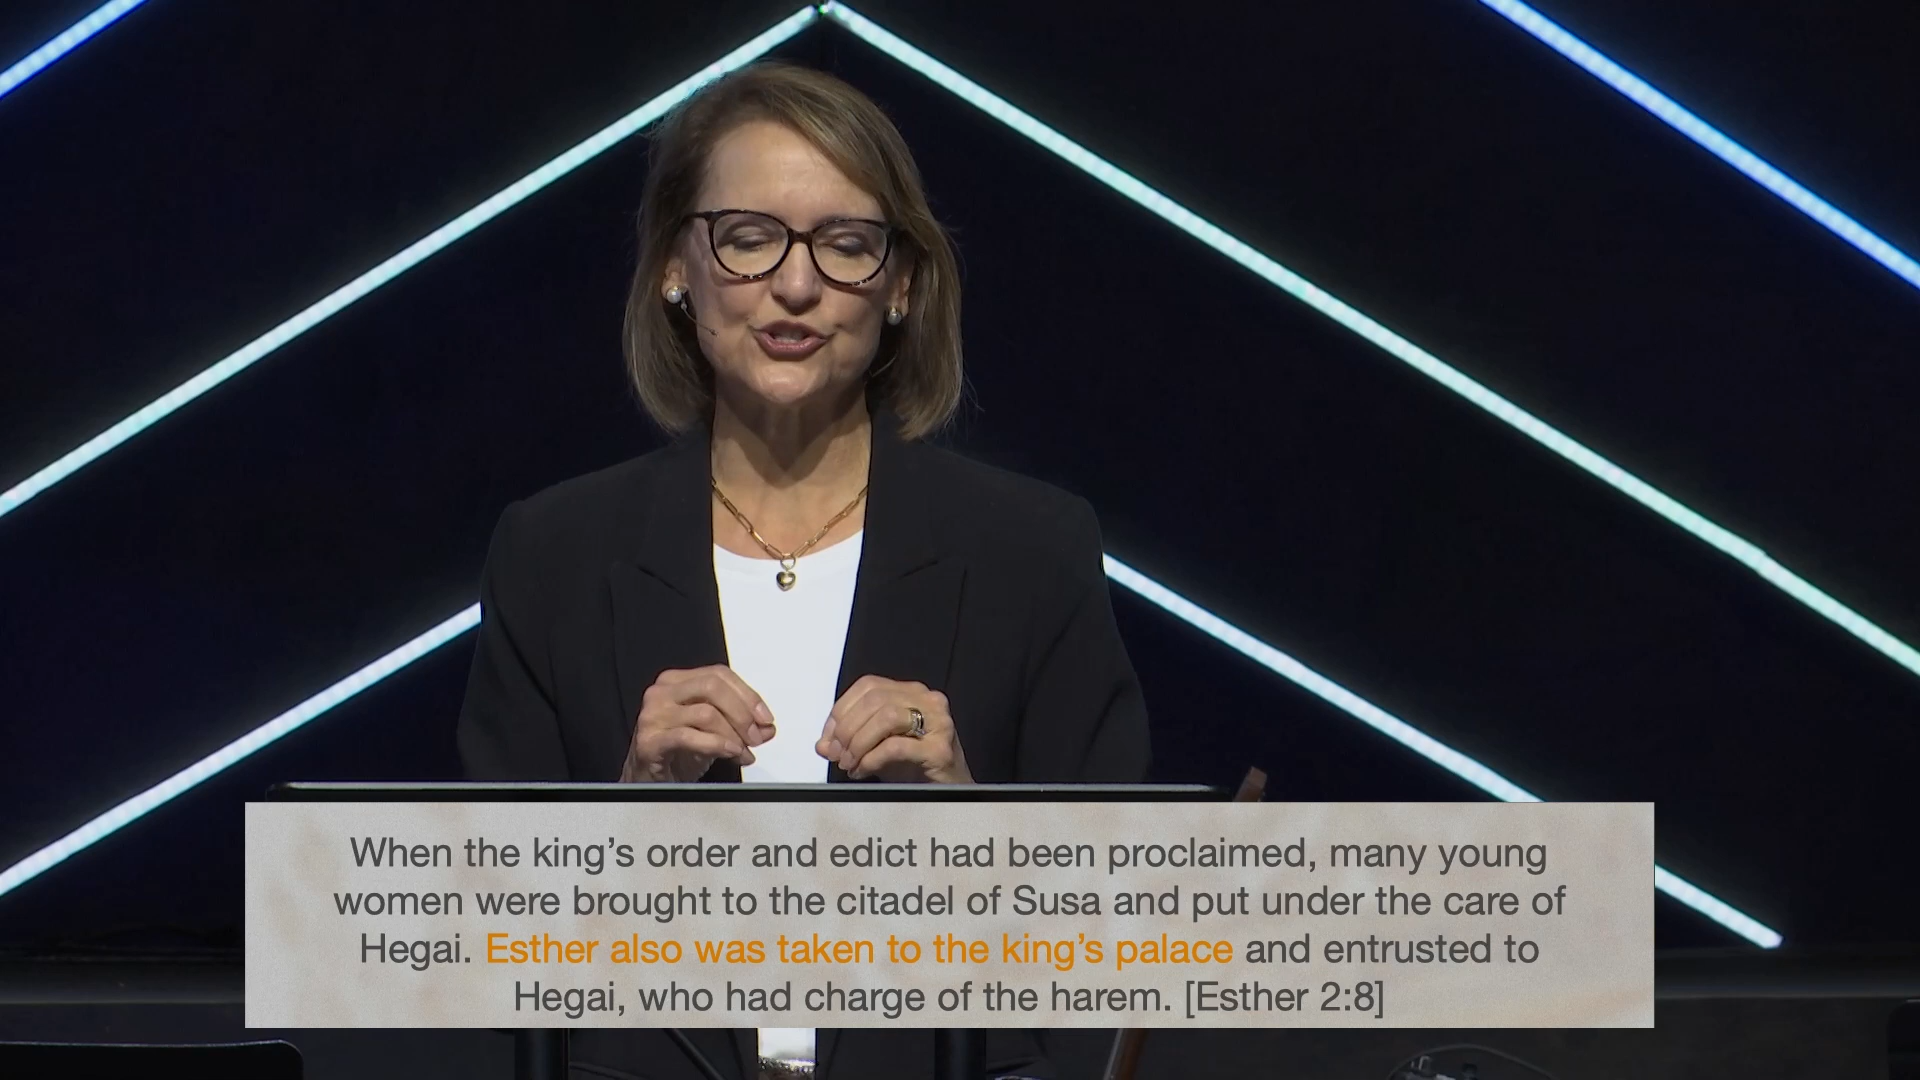 When the king’s order and edict had been proclaimed, many young
women were brought to the citadel of Susa and put under the care of
Hegai. Esther also was taken to the king’s palace and entrusted to
Hegai, who had charge of the harem. [Esther 2:8]